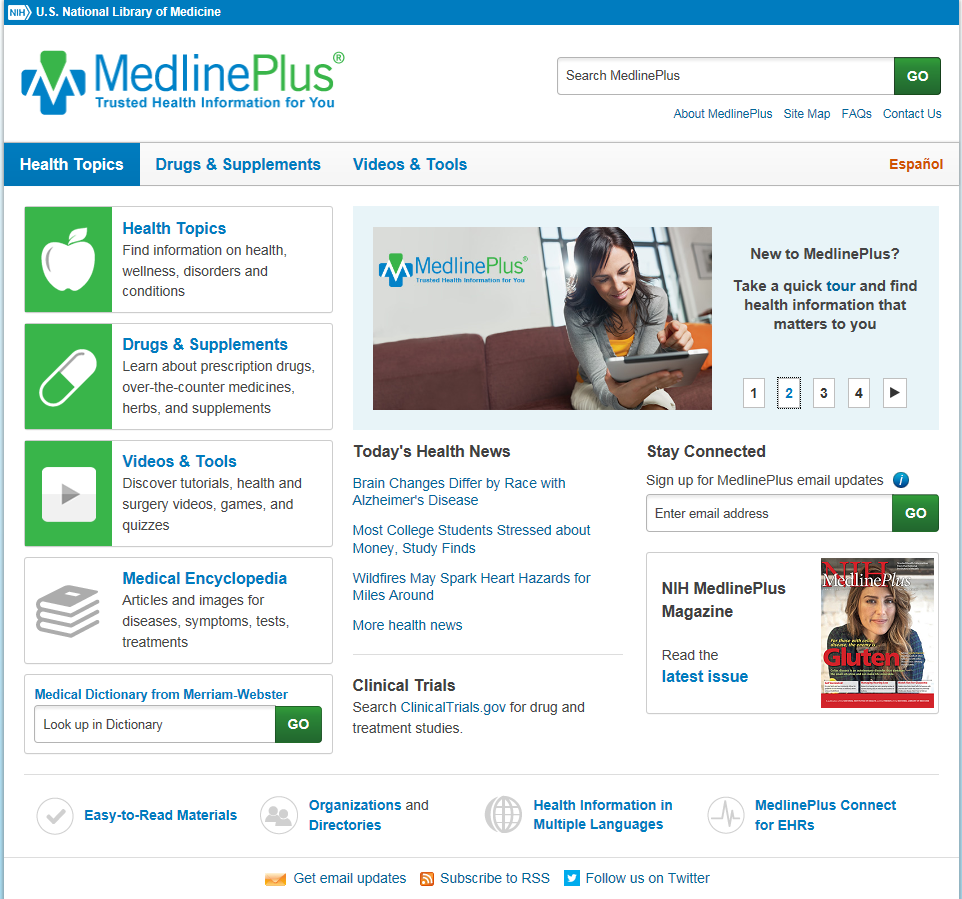 NIH U.S. National Library of Medicine
MedlinePlus®
Trusted Health Information for You
Search MedlinePlus
GO
About MedlinePlus Site Map FAQs Contact Us
Health Topics Drugs & Supplements Videos & Tools Español
Health Topics
Find information on health,
wellness, disorders and
conditions
Drugs & Supplements
Learn about prescription drugs,
over-the-counter medicines,
herbs, and supplements
Videos & Tools
Discover tutorials, health and
surgery videos, games, and
quizzes
Medical Encyclopedia
Articles and images for
diseases, symptoms, tests,
treatments
Medical Dictionary from Merriam-Webster
Look up in Dictionary
GO
MedlinePlus®
Trusted Health Information for You
New to MedlinePlus?
Take a quick tour and find
health information that
matters to you
1 2 3 4
Today's Health News
Brain Changes Differ by Race with
Alzheimer's Disease
Most College Students Stressed about
Money, Study Finds
Wildfires May Spark Heart Hazards for
Miles Around
More health news
Clinical Trials
Search ClinicalTrials.gov for drug and
treatment studies.
Stay Connected
Sign up for MedlinePlus email updates i
Enter email address
GO
NIH MedlinePlus
Magazine
Read the
latest issue
NIH
MedlinePlus
For those with celiac
disease, the enemy is
Gluten
Easy-to-Read Materials
Organizations and
Directories
Health Information in
Multiple Languages
MedlinePlus Connect
for EHRs
Get email updates Subscribe to RSS Follow us on Twitter